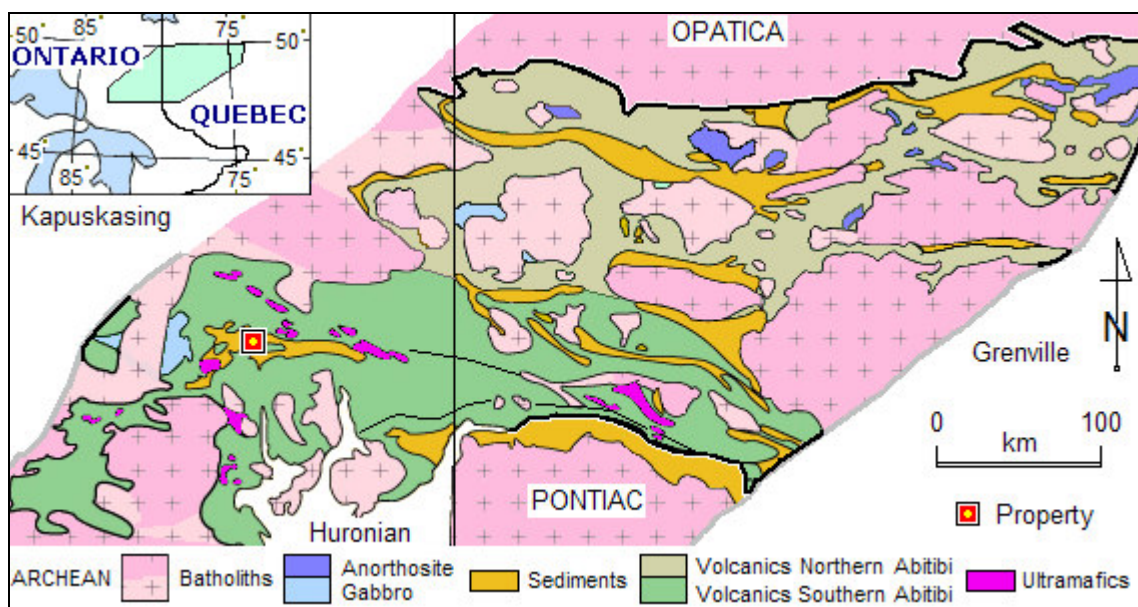 85 75
50 50
ONTARIO
QUEBEC
45 45
85 75
Kapuskasing
OPATICA
N
Grenville
0 100
km
PONTIAC
Property
Huronian
ARCHEAN
Batholiths
Anorthosite
Gabbro
Sediments
Volcanics Northern Abitibi
Volcanics Southern Abitibi
Ultramafics